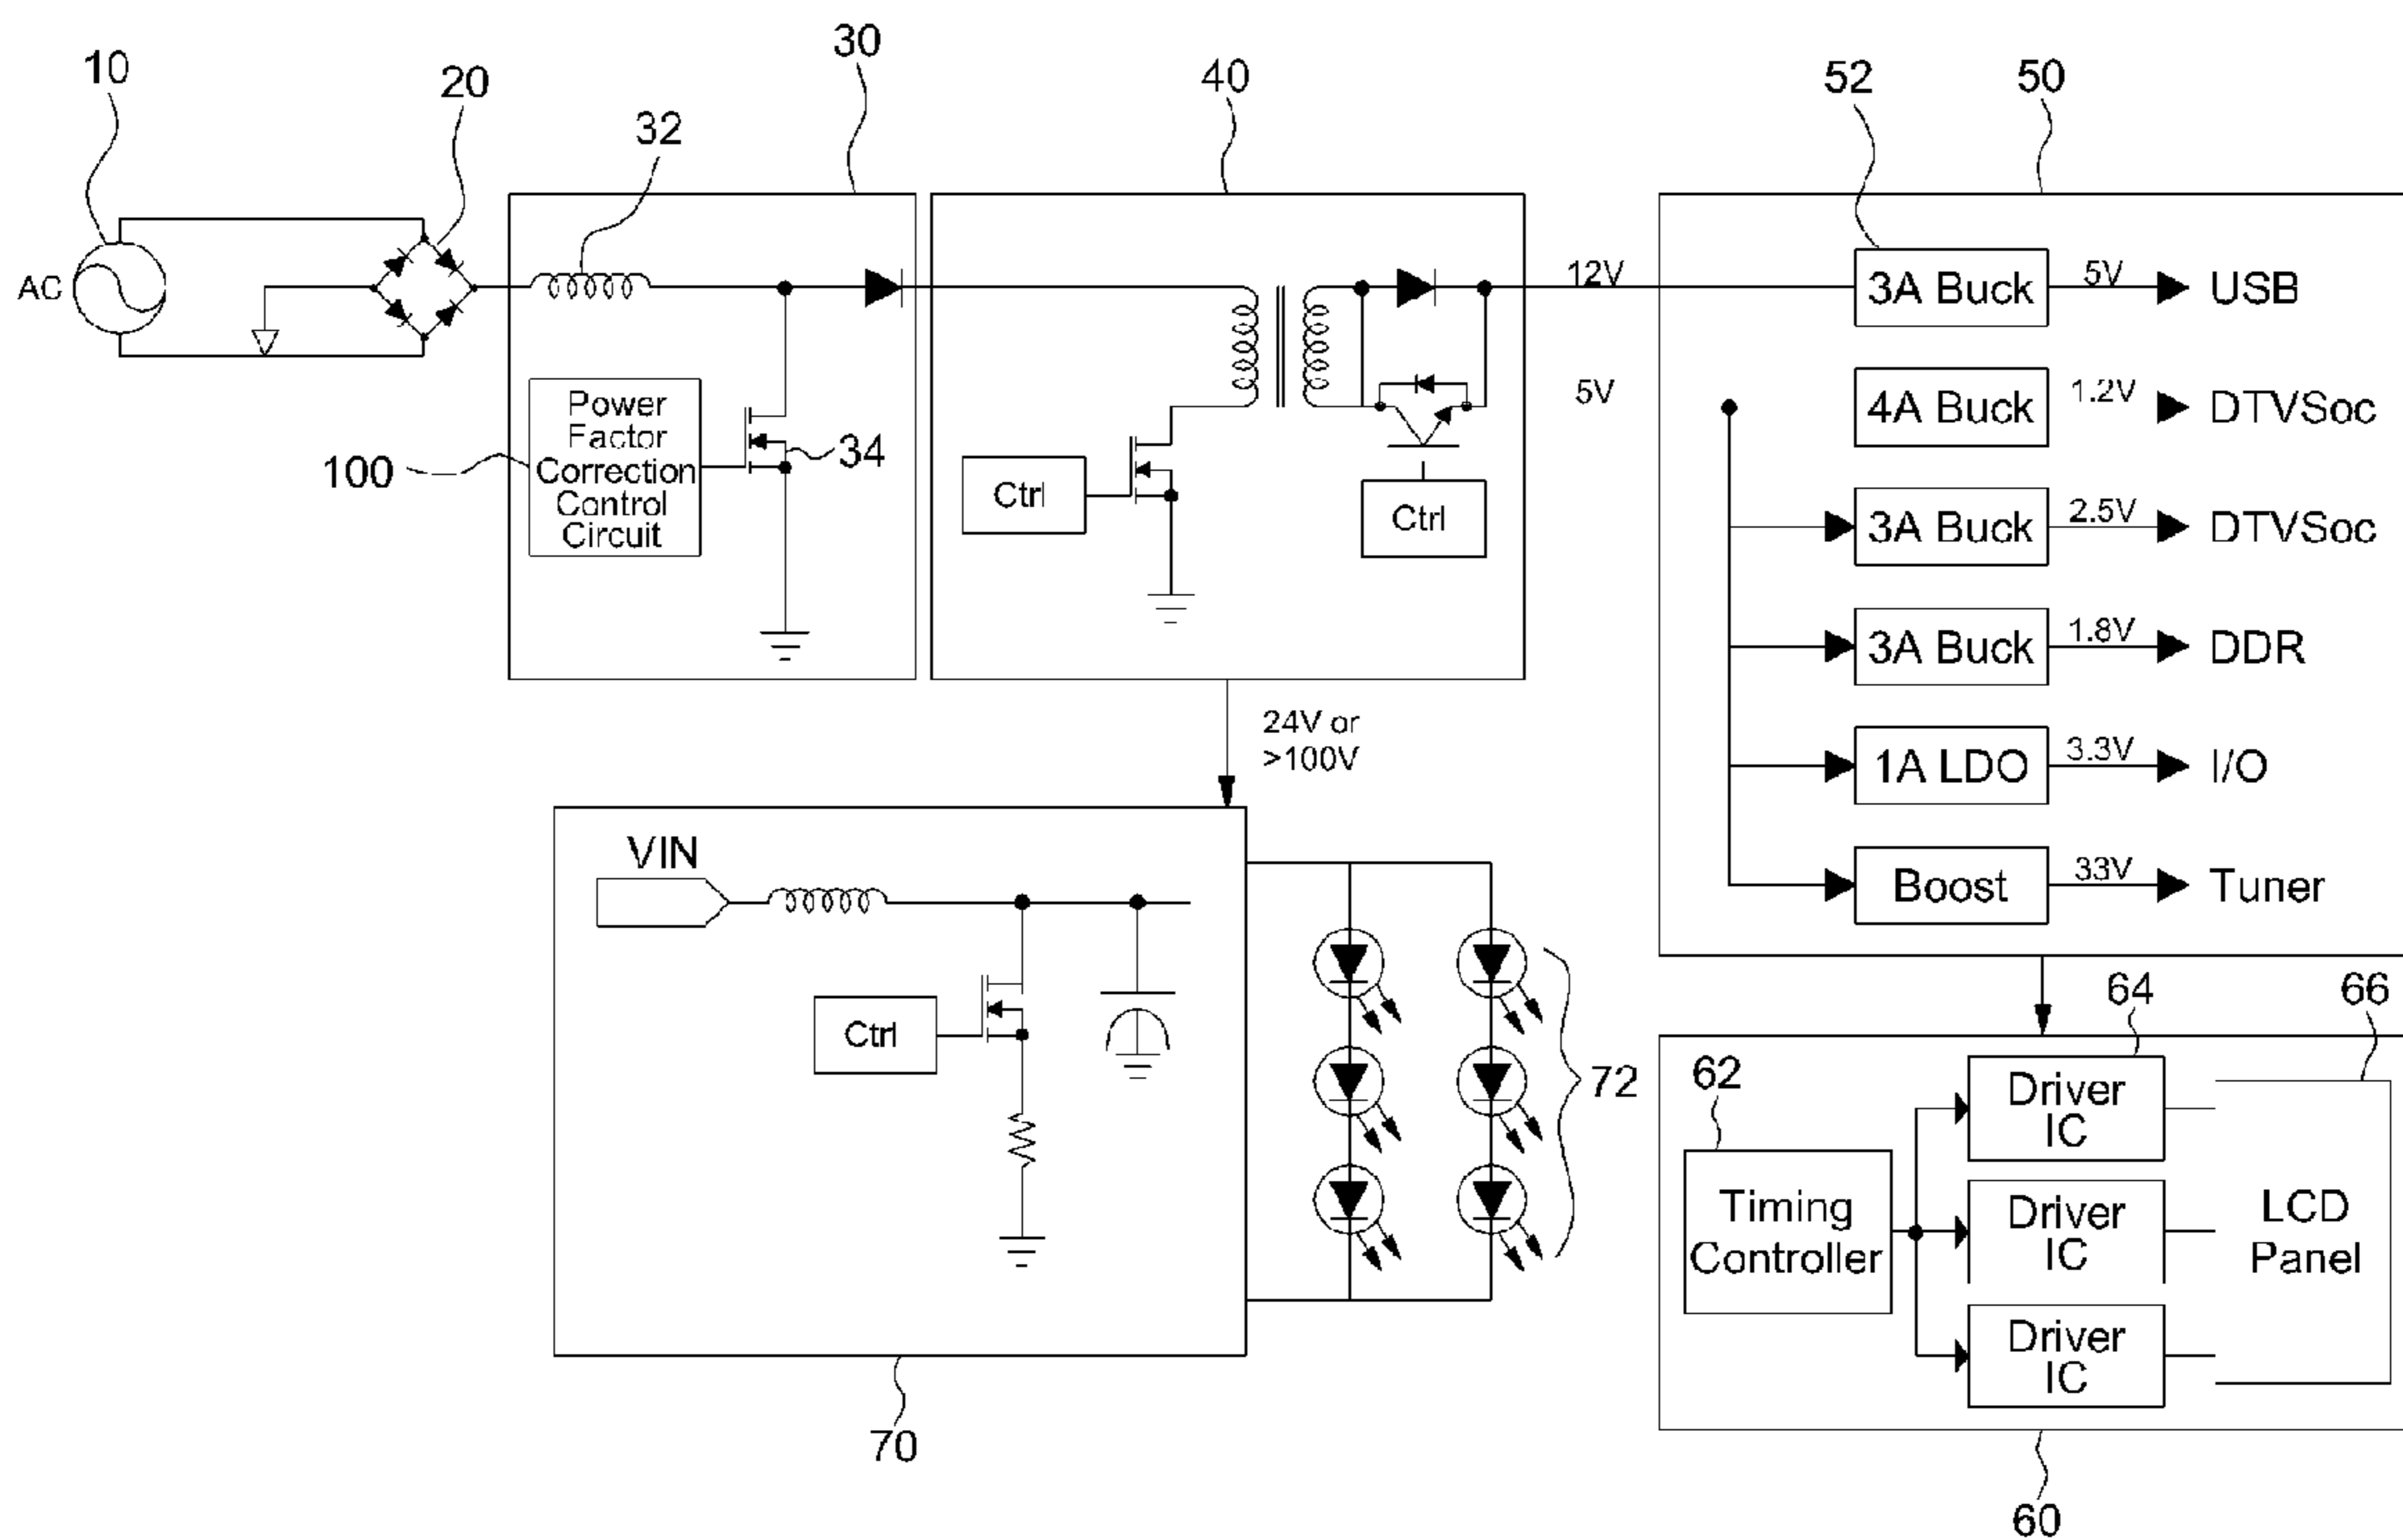 10
20
30
32
40
52
50
AC
Power
Factor
Correction
Control
Circuit
100
34
Ctrl
Ctrl
12V
5V
3A Buck
5V
USB
4A Buck
1.2V
DTVSoc
3A Buck
2.5V
DTVSoc
3A Buck
1.8V
DDR
1A LDO
3.3V
I/O
Boost
33V
Tuner
24V or
>100V
VIN
Ctrl
72
70
62
64
66
Timing
Controller
Driver
IC
Driver
IC
Driver
IC
LCD
Panel
60